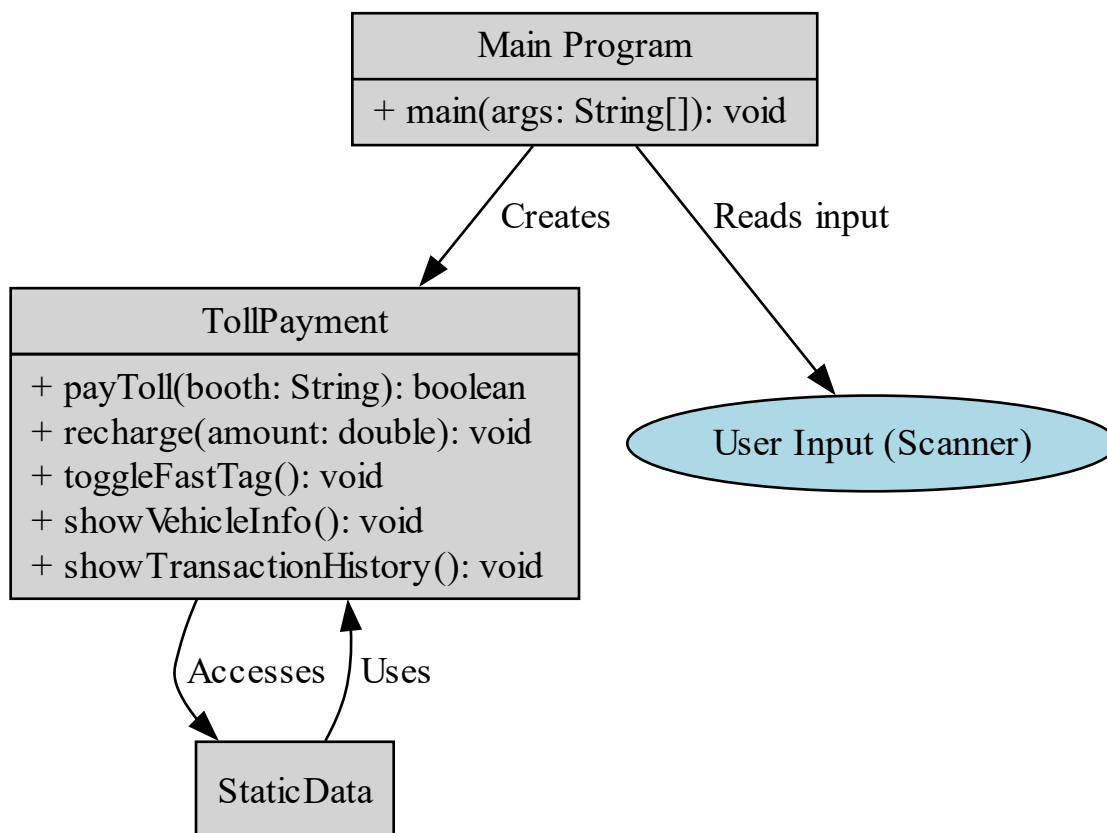 Main Program
+ main(args: String[]): void
Creates
Reads input
TollPayment
+ payToll(booth: String): boolean
+ recharge(amount: double): void
+ toggleFastTag(): void
+ showVehicleInfo(): void
+ showTransactionHistory(): void
User Input (Scanner)
Accesses
Uses
StaticData